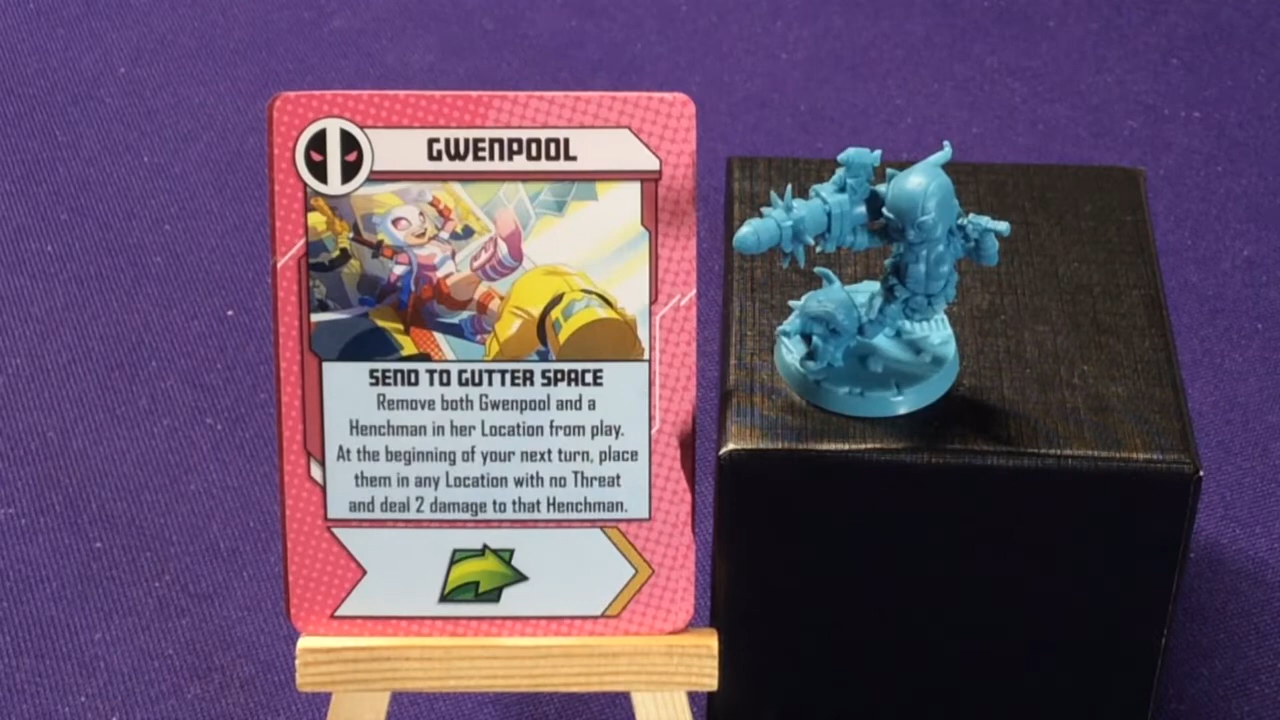 GWENPOOL
SEND TO GUTTER SPACE
Remove both Gwenpool and a
Henchman in her Location from play.
At the beginning of your next turn, place
them in any Location with no Threat
and deal 2 damage to that Henchman.